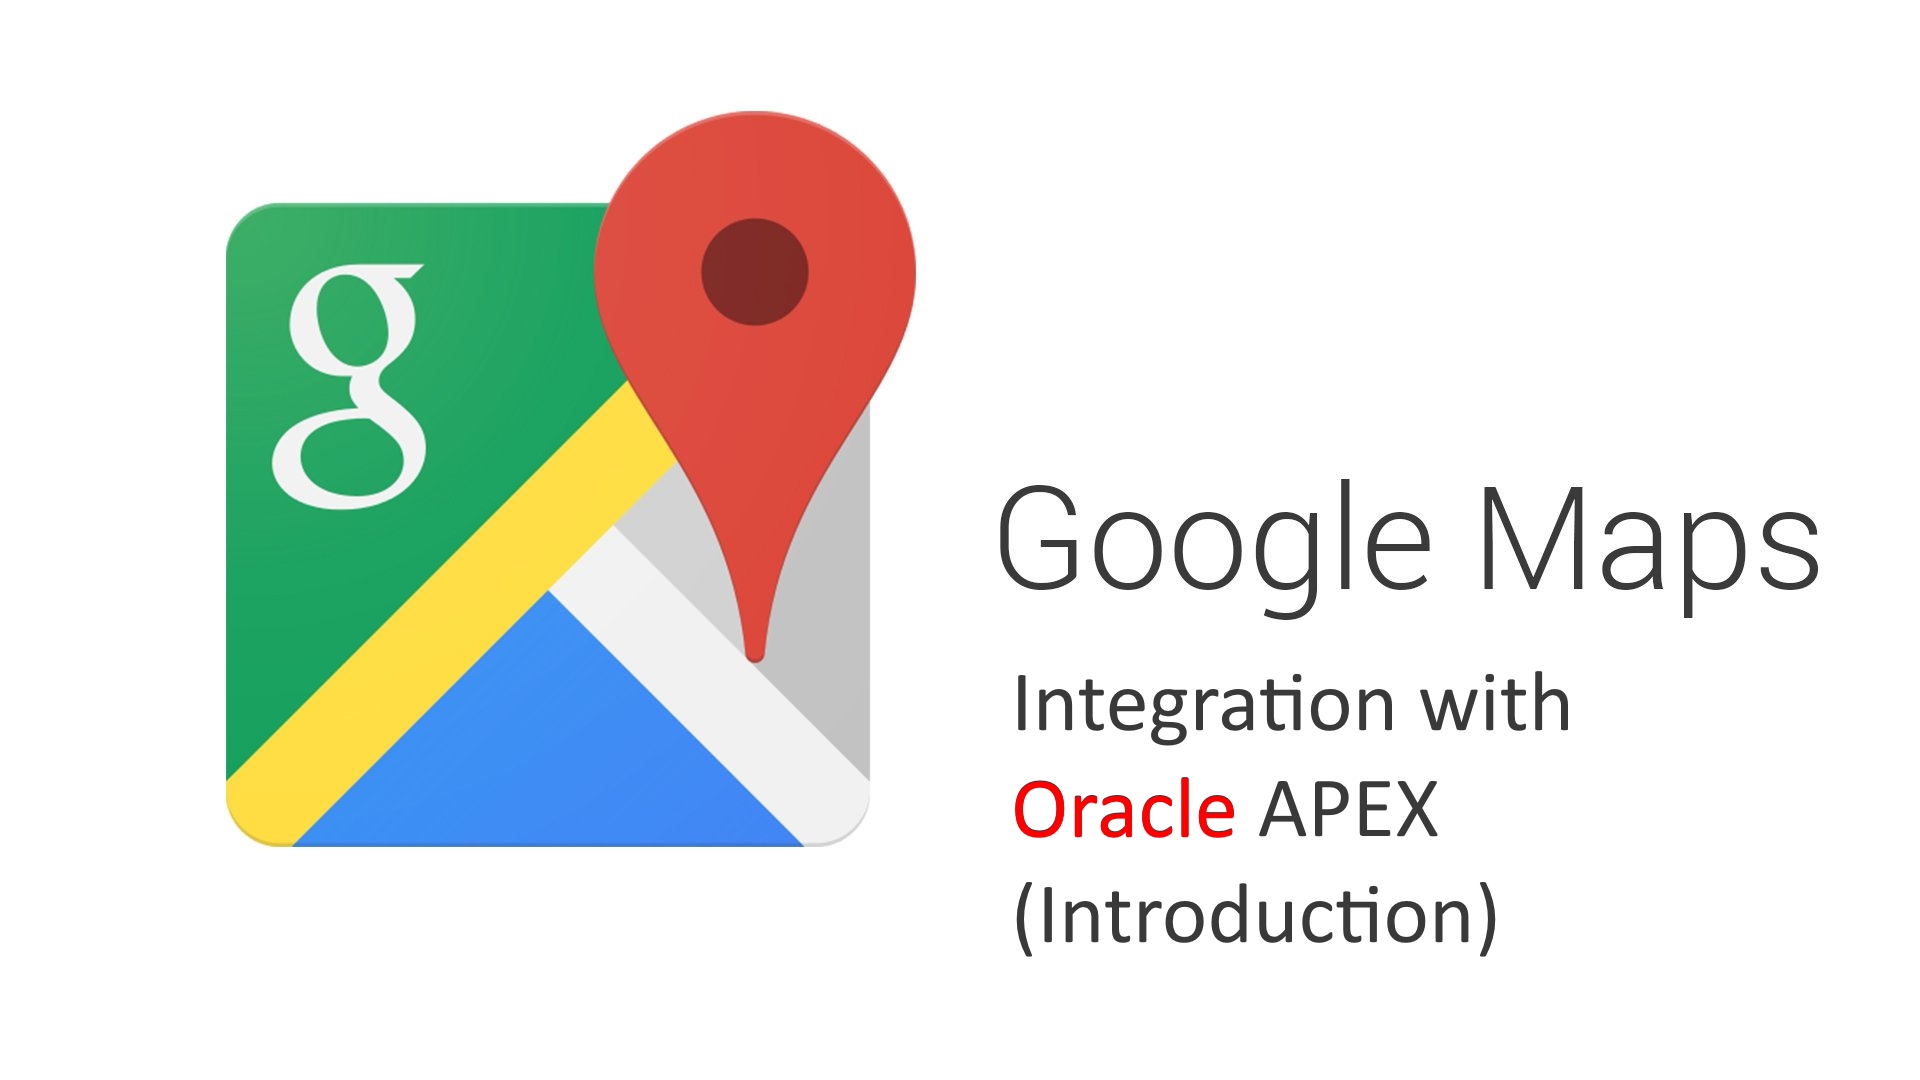 g
Google Maps
Integration with
Oracle APEX
(Introduction)